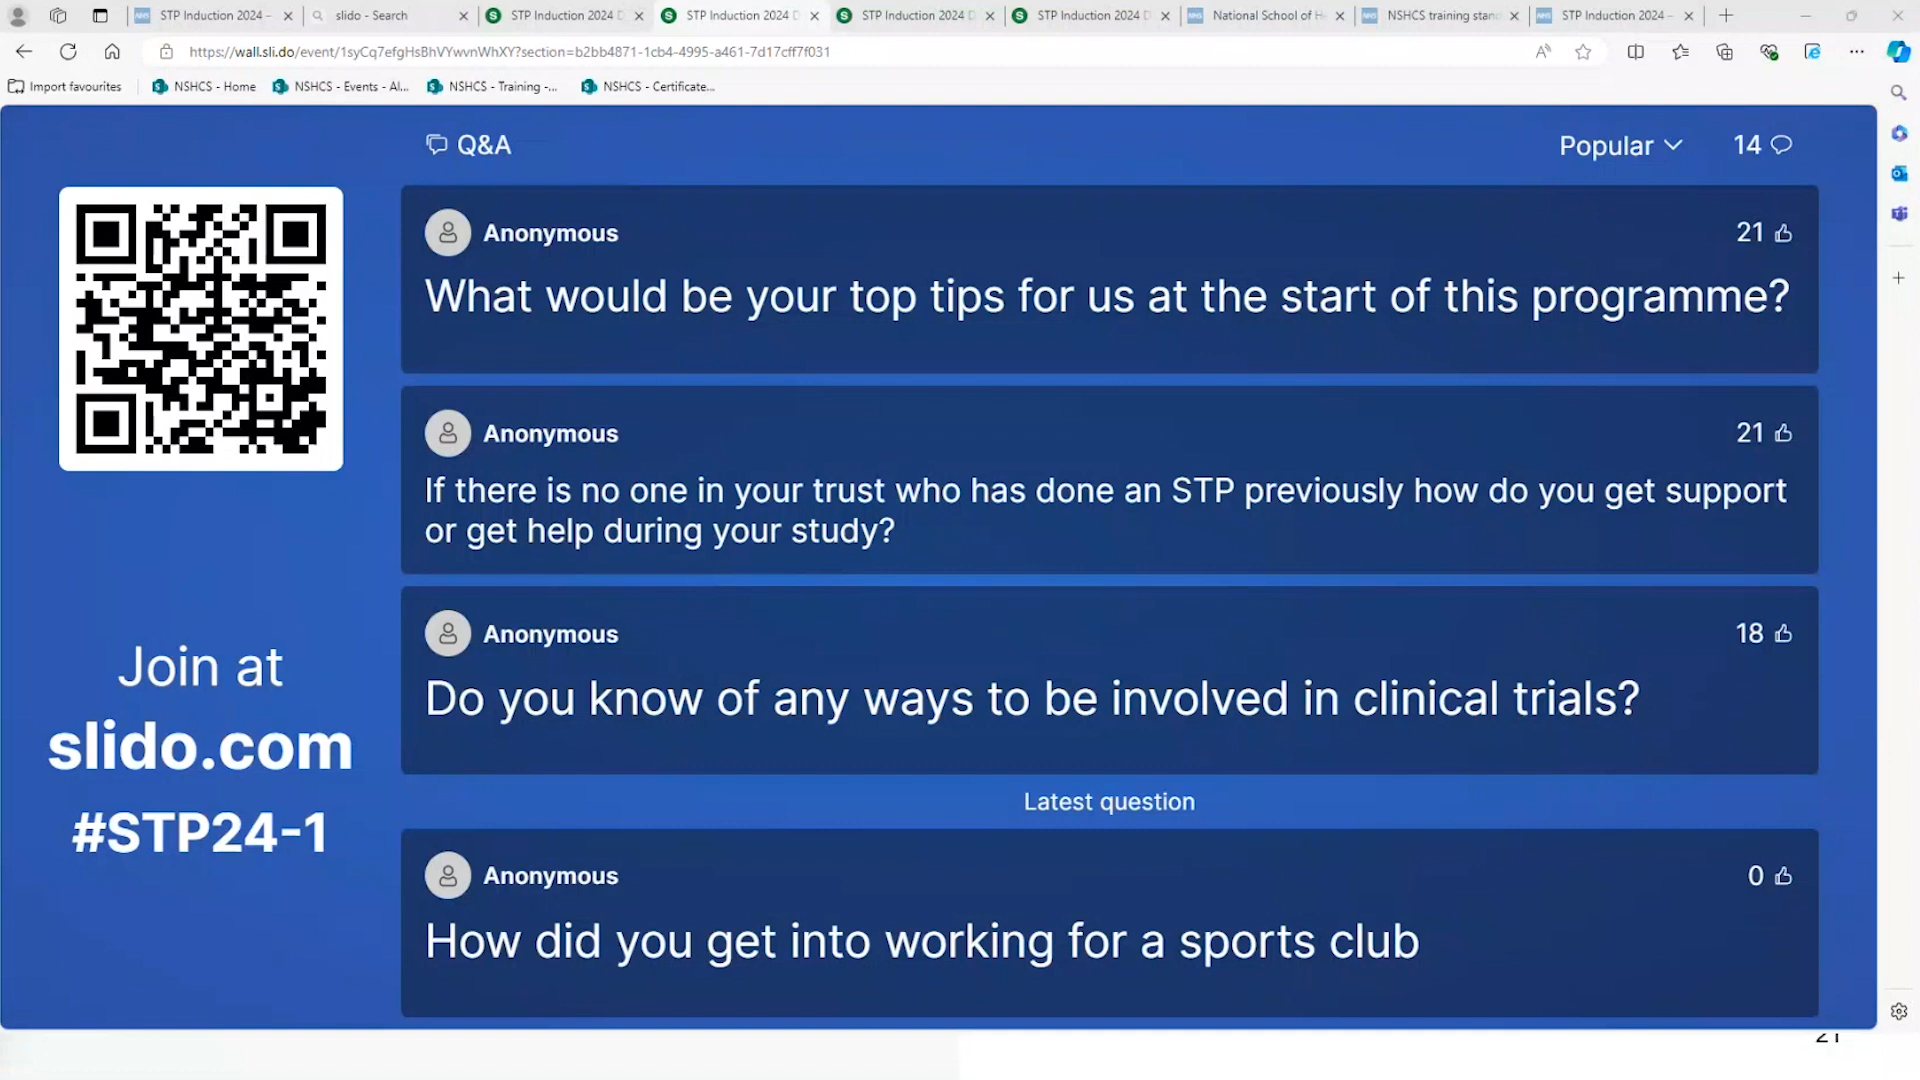 STP Induction 2024 –
slido - Search
STP Induction 2024 D
STP Induction 2024 D
STP Induction 2024 D
STP Induction 2024 D
National School of H
NSHCS training stan
STP Induction 2024 –
https://wall.sli.do/event/1syCq7efgHsBhVYwvnWhXY?section=b2bb4871-1cb4-4995-a461-7d17cff7f031
Import favourites
NSHCS - Home
NSHCS - Events - Al...
NSHCS - Training -...
NSHCS - Certificate...
Q&A
Popular
14
Anonymous
21
What would be your top tips for us at the start of this programme?
Anonymous
21
If there is no one in your trust who has done an STP previously how do you get support
or get help during your study?
Anonymous
18
Do you know of any ways to be involved in clinical trials?
Latest question
Anonymous
0
How did you get into working for a sports club
Join at
slido.com
#STP24-1
21